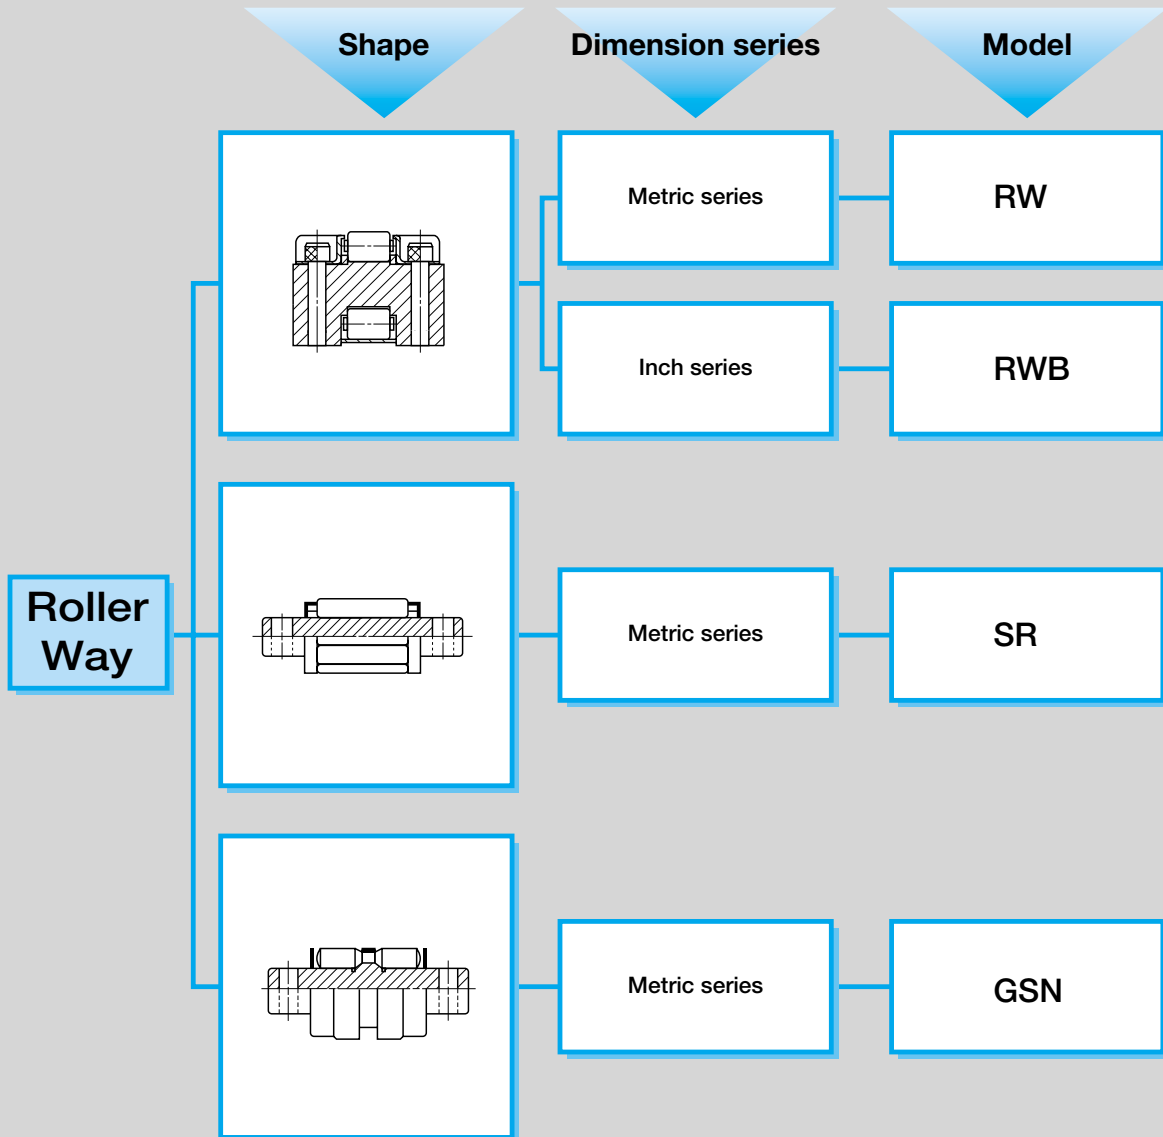 Shape
Dimension series
Model
Metric series
RW
Inch series
RWB
Roller
Way
Metric series
SR
Metric series
GSN